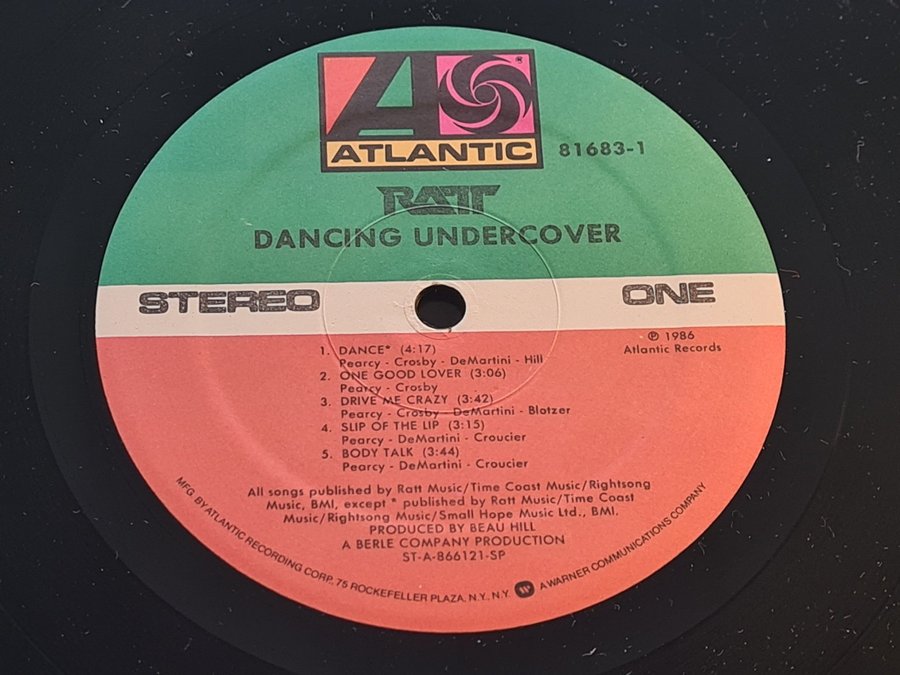 ATLANTIC ®
81683-1
RATT
DANCING UNDERCOVER
STEREO
ONE
℗ 1986
Atlantic Records
1. DANCE* (4:17)
Pearcy - Crosby - DeMartini - Hill
2. ONE GOOD LOVER (3:06)
Pearcy - Crosby
3. DRIVE ME CRAZY (3:42)
Pearcy - Crosby - DeMartini - Blotzer
4. SLIP OF THE LIP (3:15)
Pearcy - DeMartini - Croucier
5. BODY TALK (3:44)
Pearcy - DeMartini - Croucier
All songs published by Ratt Music/Time Coast Music/Rightsong
Music, BMI, except * published by Ratt Music/Time Coast
Music/Rightsong Music/Small Hope Music Ltd., BMI.
PRODUCED BY BEAU HILL
A BERLE COMPANY PRODUCTION
ST-A-866121-SP
MFG. BY ATLANTIC RECORDING CORP., 75 ROCKEFELLER PLAZA, N.Y., N.Y. W A WARNER COMMUNICATIONS COMPANY